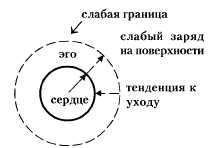 слабая граница
слабый заряд
на поверхности
эго
тенденция к
уходу
сердце